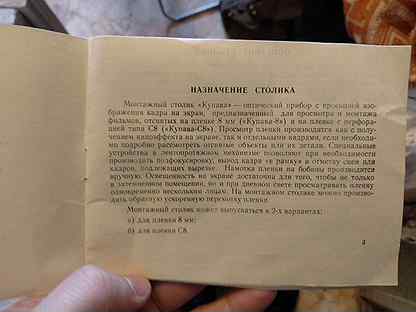 НАЗНАЧЕНИЕ СТОЛИКА
Монтажный столик «Купава» — оптический прибор с проекцией изо-
бражения кадра на экран, предназначенный для просмотра и монтажа
фильмов, отснятых на пленке 8 мм («Купава-8») и на пленке с перфора-
цией типа С8 («Купава-С8»). Просмотр пленки производится как с полу-
чением киноэффекта на экране, так и отдельными кадрами, если необходи-
мо подробно рассмотреть отснятые объекты или их детали. Специальные
устройства в лентопротяжном механизме позволяют при необходимости
производить подфокусировку, вывод кадра «в рамку» и отметку склеи или
кадров, подлежащих вырезке. Намотка пленки на бобины производится
вручную. Освещенность на экране достаточна для того, чтобы не только
в затемненном помещении, но и при дневном свете просматривать пленку
одновременно нескольким лицам. На монтажном столике можно произво-
дить обратную ускоренную перемотку пленки.
Монтажный столик может выпускаться в 2-х вариантах:
а) для пленки 8 мм;
б) для пленки С8.
3